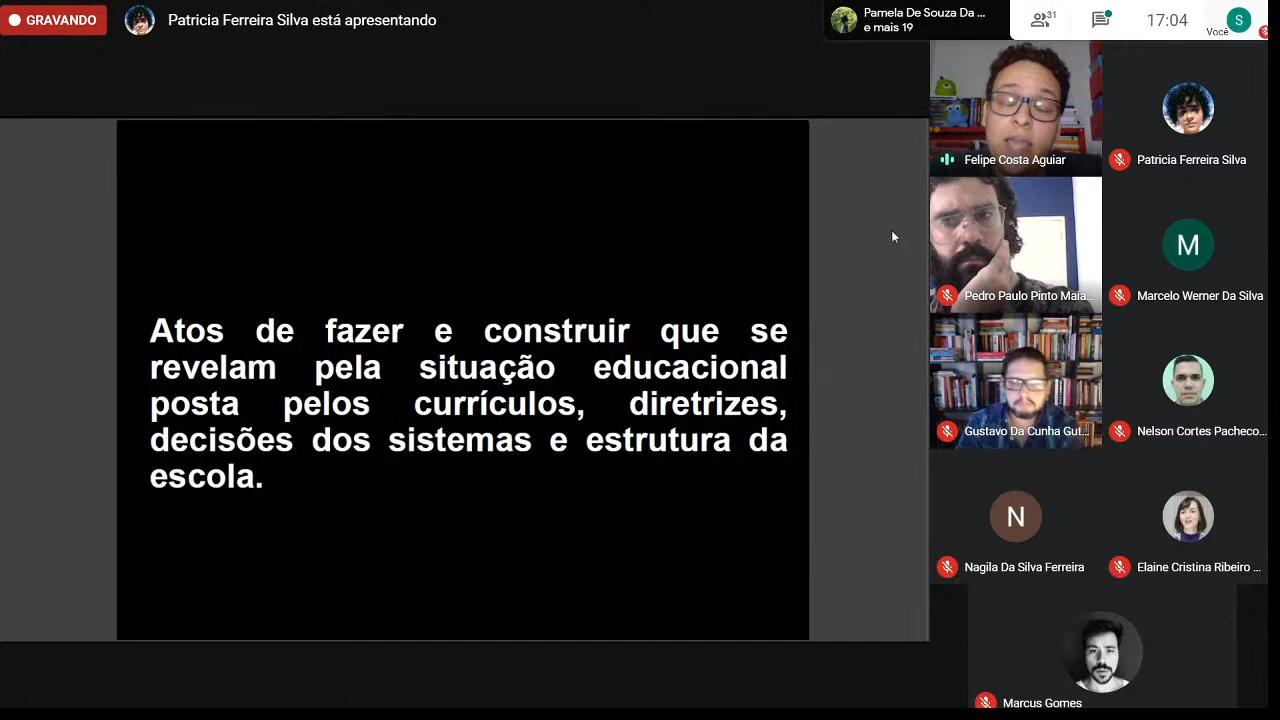 GRAVANDO
Patricia Ferreira Silva está apresentando
Pamela De Souza Da ...
e mais 19
31
17:04
Você
S
Felipe Costa Aguiar
Patricia Ferreira Silva
Pedro Paulo Pinto Maia...
M
Marcelo Werner Da Silva
Atos de fazer e construir que se
revelam pela situação educacional
posta pelos currículos, diretrizes,
decisões dos sistemas e estrutura da
escola.
Gustavo Da Cunha Gut...
Nelson Cortes Pacheco...
N
Nagila Da Silva Ferreira
Elaine Cristina Ribeiro ...
Marcus Gomes